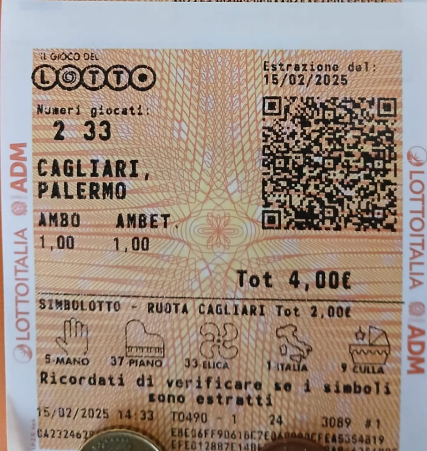 IL GIOCO DEL
LOTTO
Estrazione del:
15/02/2025
Numeri giocati:
2 33
CAGLIARI,
PALERMO
AMBO AMBET.
1,00 1,00
Tot 4,00€
SIMBOLOTTO - RUOTA CAGLIARI Tot 2,00€
5-MANO 37-PIANO 33-ELICA 1-ITALIA 9 CULLA
Ricordati di verificare se i simboli
sono estratti
15/02/2025 14:33 T0490 - 1 24 3089 #1
LOTTOITALIA ADM
LOTTOITALIA ADM